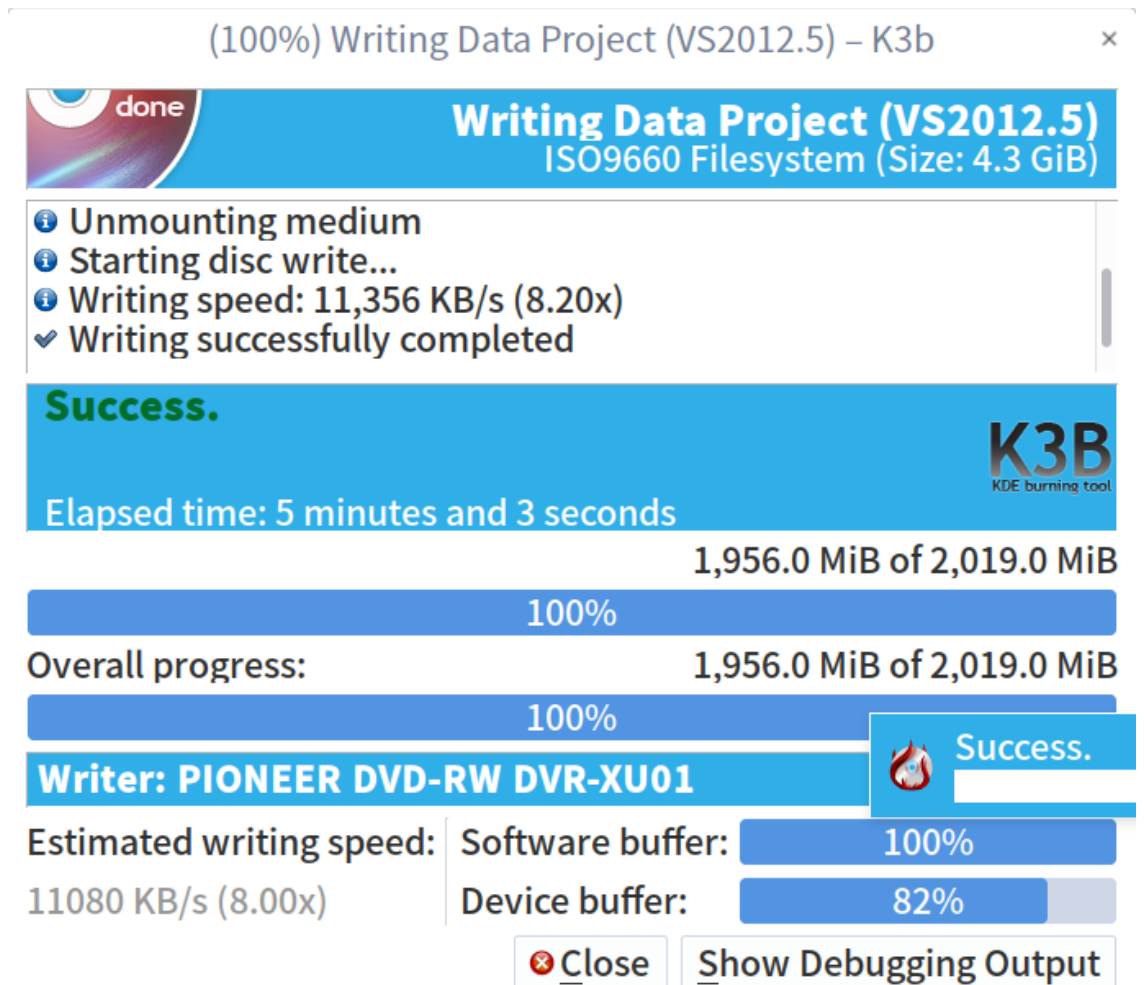 (100%) Writing Data Project (VS2012.5) – K3b
done
Writing Data Project (VS2012.5)
ISO9660 Filesystem (Size: 4.3 GiB)
Unmounting medium
Starting disc write...
Writing speed: 11,356 KB/s (8.20x)
Writing successfully completed
Success.
K3B
KDE burning tool
Elapsed time: 5 minutes and 3 seconds
1,956.0 MiB of 2,019.0 MiB
100%
Overall progress: 1,956.0 MiB of 2,019.0 MiB
100%
Success.
Writer: PIONEER DVD-RW DVR-XU01
Estimated writing speed: Software buffer: 100%
11080 KB/s (8.00x) Device buffer: 82%
Close Show Debugging Output